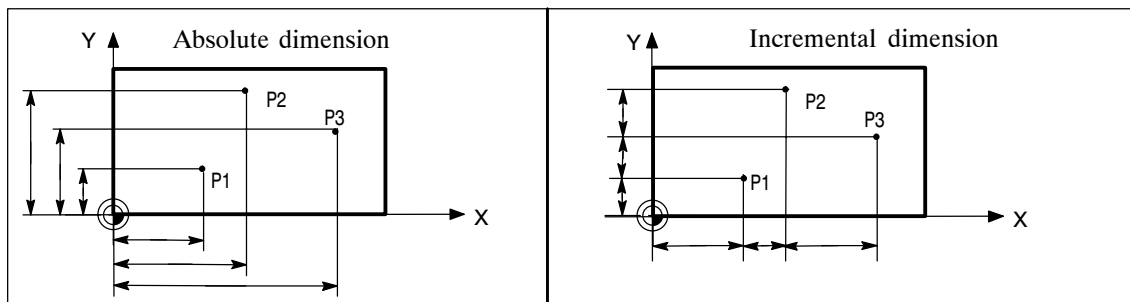 Absolute dimension
Y
P2
P3
P1
X
Incremental dimension
Y
P2
P3
P1
X